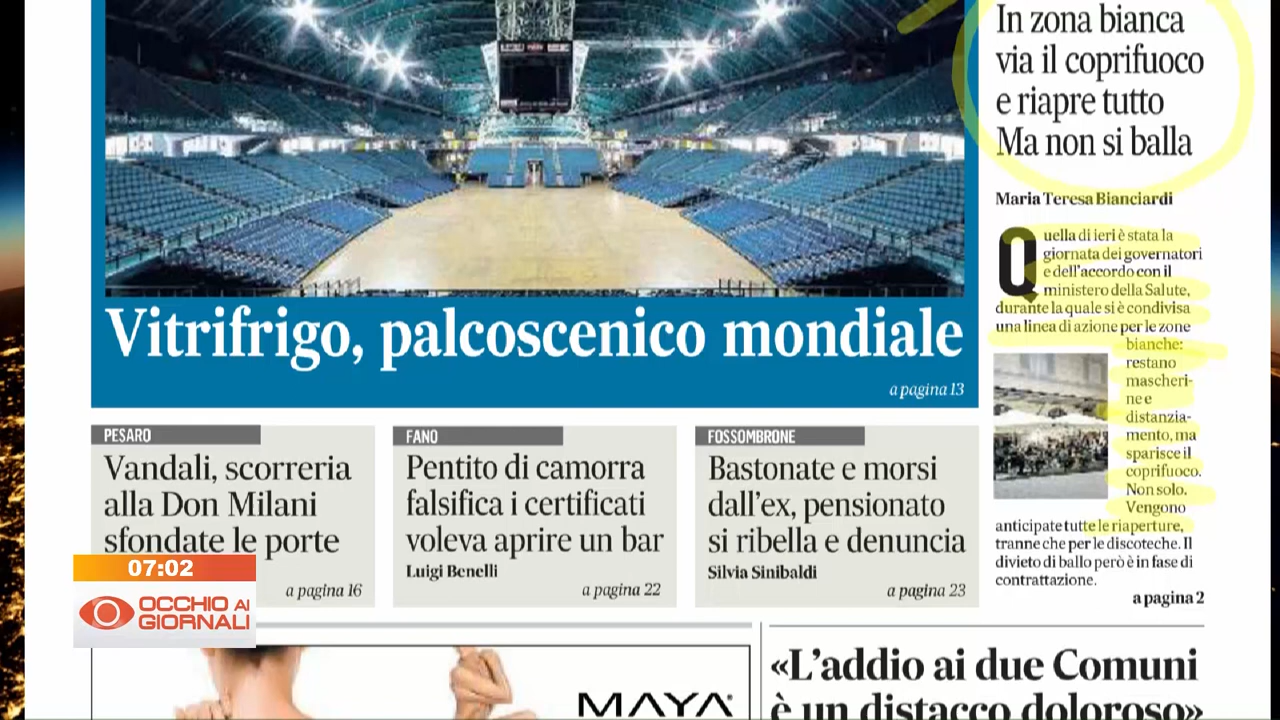 In zona bianca
via il coprifuoco
e riapre tutto
Ma non si balla
Maria Teresa Bianciardi
Quella di ieri è stata la
giornata dei governatori
e dell'accordo con il
ministero della Salute,
durante la quale si è condivisa
una linea di azione per le zone
bianche:
restano
mascheri-
ne e
distanzia-
mento, ma
sparisce il
coprifuoco.
Non solo.
Vengono
anticipate tutte le riaperture,
tranne che per le discoteche. Il
divieto di ballo però è in fase di
contrattazione.
a pagina 2
Vitrifrigo, palcoscenico mondiale
a pagina 13
PESARO
Vandali, scorreria
alla Don Milani
sfondate le porte
a pagina 16
FANO
Pentito di camorra
falsifica i certificati
voleva aprire un bar
Luigi Benelli
a pagina 22
FOSSOMBRONE
Bastonate e morsi
dall'ex, pensionato
si ribella e denuncia
Silvia Sinibaldi
a pagina 23
07:02
OCCHIO AI
GIORNALI
MAYA
«L'addio ai due Comuni
è un distacco doloroso»